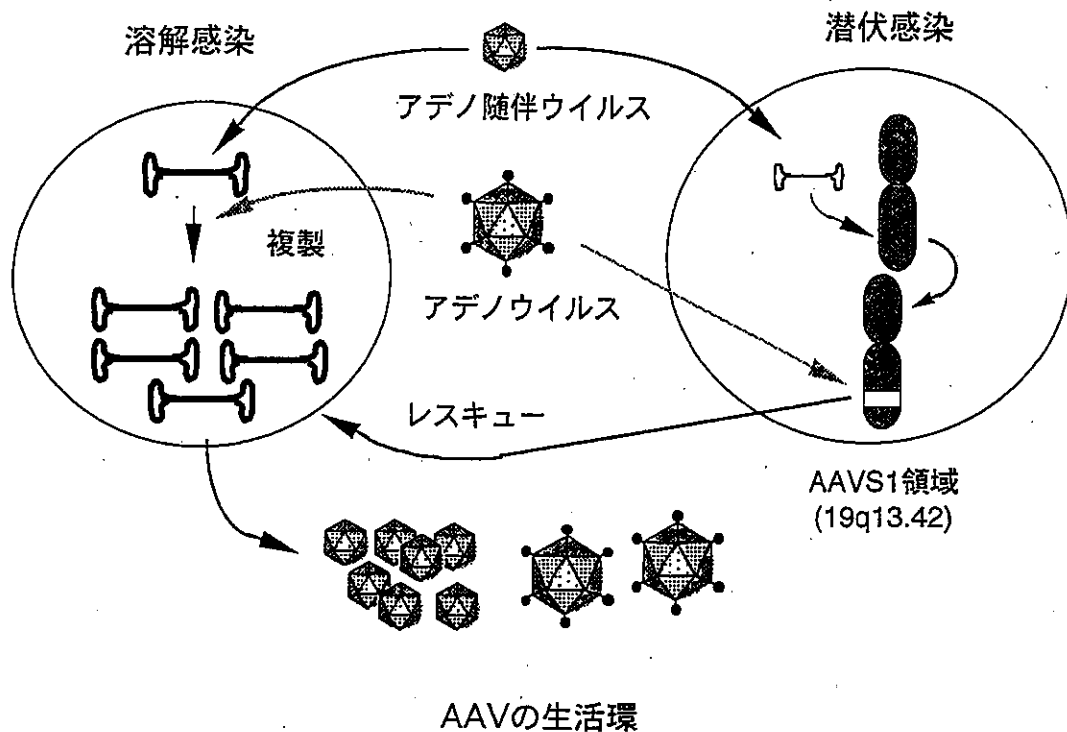 溶解感染
潜伏感染
アデノ随伴ウイルス
複製
アデノウイルス
レスキュー
AAVS1領域
(19q13.42)
AAVの生活環